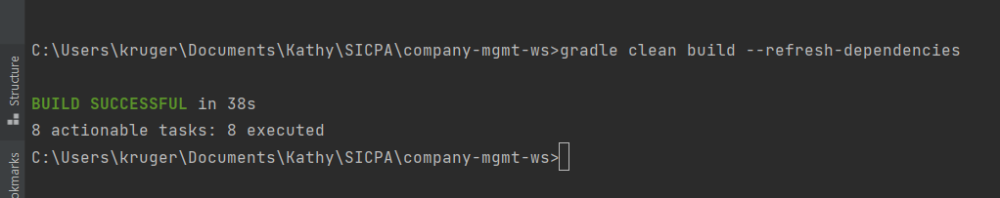 C:\Users\kruger\Documents\Kathy\SICPA\company-mgmt-ws>gradle clean build --refresh-dependencies
BUILD SUCCESSFUL in 38s
8 actionable tasks: 8 executed
C:\Users\kruger\Documents\Kathy\SICPA\company-mgmt-ws>
Structure
okmarks